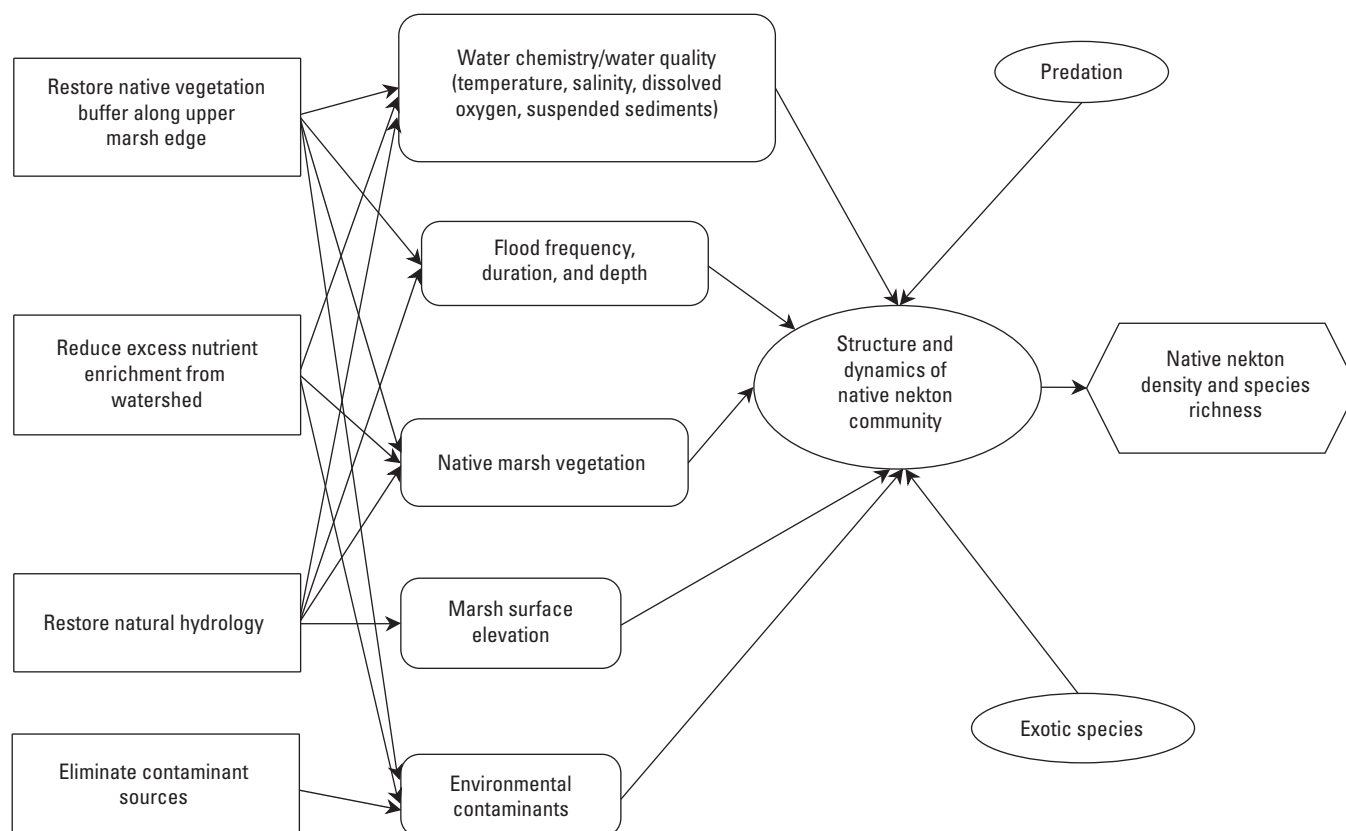 Restore native vegetation
buffer along upper
marsh edge
Reduce excess nutrient
enrichment from
watershed
Restore natural hydrology
Eliminate contaminant
sources
Water chemistry/water quality
(temperature, salinity, dissolved
oxygen, suspended sediments)
Flood frequency,
duration, and depth
Native marsh vegetation
Marsh surface
elevation
Environmental
contaminants
Predation
Structure and
dynamics of
native nekton
community
Exotic species
Native nekton
density and species
richness